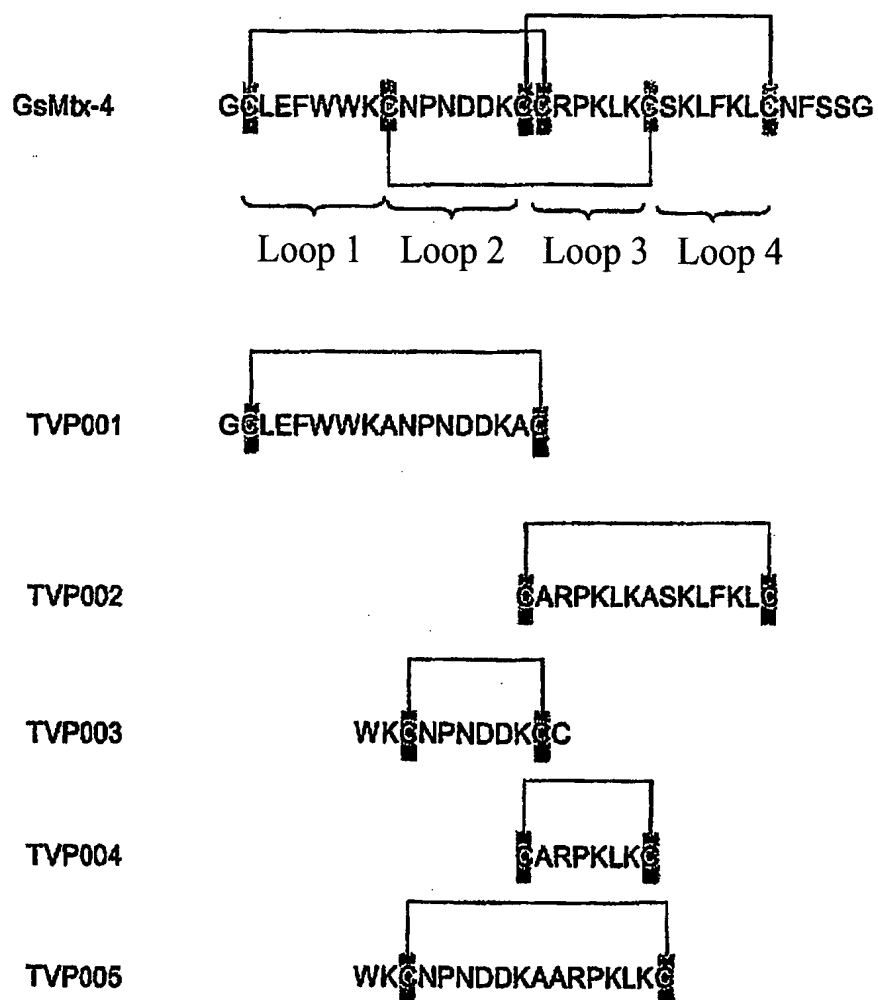 GsMtx-4 GCLEFWWKCNPNDDKCCRPKLKCSKLFKLCNFSSG
Loop 1 Loop 2 Loop 3 Loop 4
TVP001 GCLEFWWKANPNDDKAC
TVP002 CARPKLKASKLFKLC
TVP003 WKCNPNDDKCC
TVP004 CARPKLKC
TVP005 WKCNPNDDKAARPKLKC